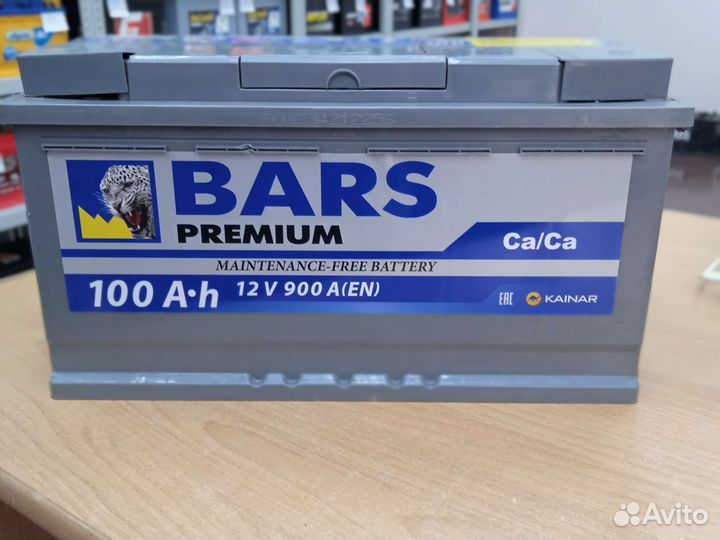 BARS
PREMIUM
Ca/Ca
MAINTENANCE-FREE BATTERY
100 A·h
12 V 900 A(EN)
EAC
KAINAR
Avito